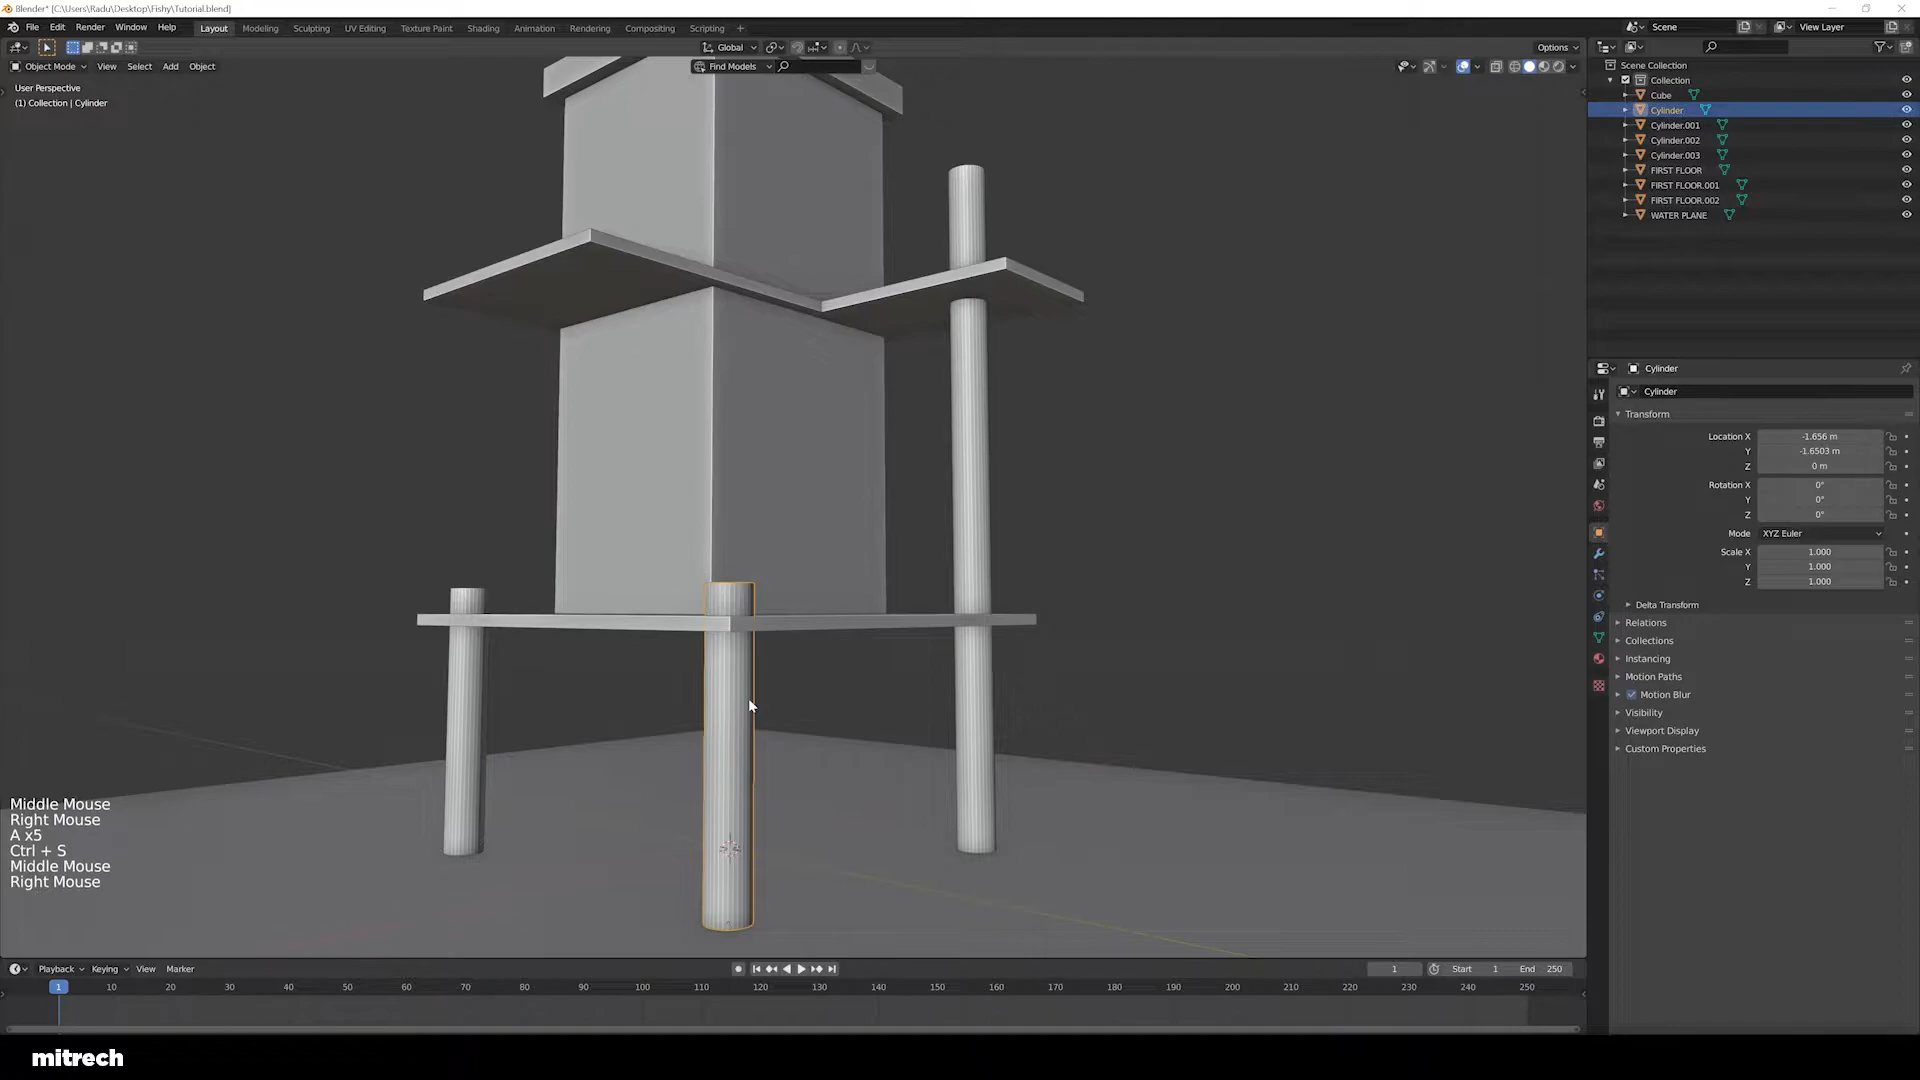 Blender* [C:\Users\Radu\Desktop\Fishy\Tutorial.blend]
File Edit Render Window Help
Layout Modeling Sculpting UV Editing Texture Paint Shading Animation Rendering Compositing Scripting +
Scene
View Layer
Global
Options
Object Mode View Select Add Object
Find Models
User Perspective
(1) Collection | Cylinder
Scene Collection
Collection
Cube
Cylinder
Cylinder.001
Cylinder.002
Cylinder.003
FIRST FLOOR
FIRST FLOOR.001
FIRST FLOOR.002
WATER PLANE
Cylinder
Cylinder
Transform
Location X -1.656 m
Y -1.6503 m
Z 0 m
Rotation X 0°
Y 0°
Z 0°
Mode XYZ Euler
Scale X 1.000
Y 1.000
Z 1.000
Delta Transform
Relations
Collections
Instancing
Motion Paths
Motion Blur
Visibility
Viewport Display
Custom Properties
Middle Mouse
Right Mouse
A x5
Ctrl + S
Middle Mouse
Right Mouse
Playback Keying View Marker
1 Start 1 End 250
1 10 20 30 40 50 60 70 80 90 100 110 120 130 140 150 160 170 180 190 200 210 220 230 240 250
mitrech